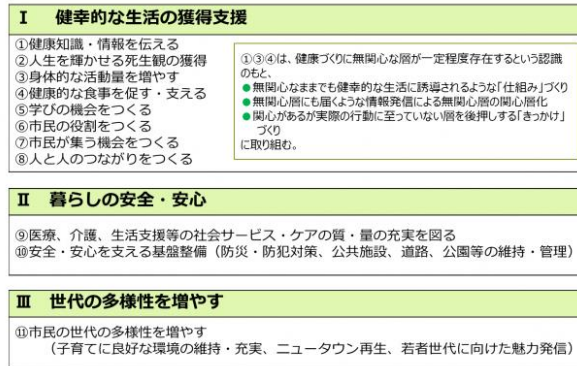 Ⅰ 健幸的な生活の獲得支援
①健康知識・情報を伝える
②人生を輝かせる死生観の獲得
③身体的な活動量を増やす
④健康的な食事を促す・支える
⑤学びの機会をつくる
⑥市民の役割をつくる
⑦市民が集う機会をつくる
⑧人と人のつながりをつくる
①③④は、健康づくりに無関心な層が一定程度存在するという認識
のもと、
●無関心なままでも健幸的な生活に誘導されるような「仕組み」づくり
●無関心層にも届くような情報発信による無関心層の関心層化
●関心があるが実際の行動に至っていない層を後押しする「きっかけ」
づくり
に取り組む。
Ⅱ 暮らしの安全・安心
⑨医療、介護、生活支援等の社会サービス・ケアの質・量の充実を図る
⑩安全・安心を支える基盤整備（防災・防犯対策、公共施設、道路、公園等の維持・管理）
Ⅲ 世代の多様性を増やす
⑪市民の世代の多様性を増やす
（子育てに良好な環境の維持・充実、ニュータウン再生、若者世代に向けた魅力発信）